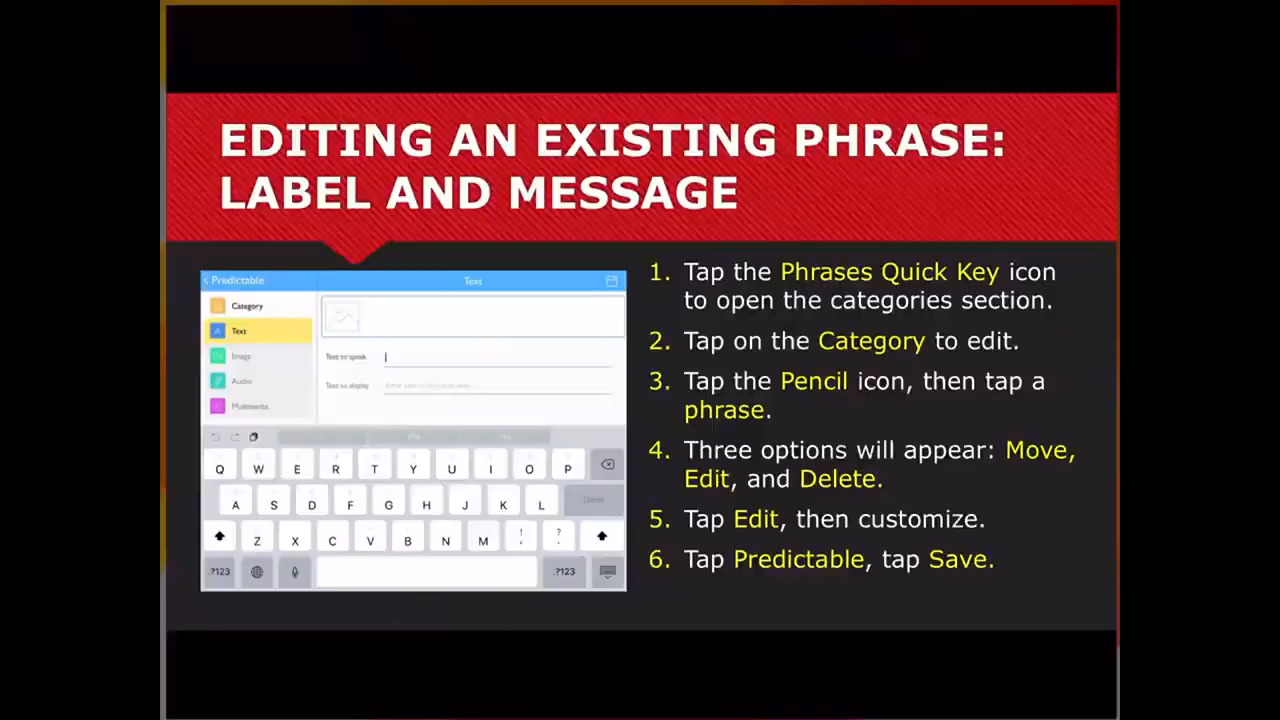 EDITING AN EXISTING PHRASE:
LABEL AND MESSAGE
Predictable
Text
Category
Text
Image
Audio
Multimedia
Text to speak
Text to display
Q W E R T Y U I O P
A S D F G H J K L
Done
Z X C V B N M ! , ? .
.?123
.?123
1. Tap the Phrases Quick Key icon
to open the categories section.
2. Tap on the Category to edit.
3. Tap the Pencil icon, then tap a
phrase.
4. Three options will appear: Move,
Edit, and Delete.
5. Tap Edit, then customize.
6. Tap Predictable, tap Save.